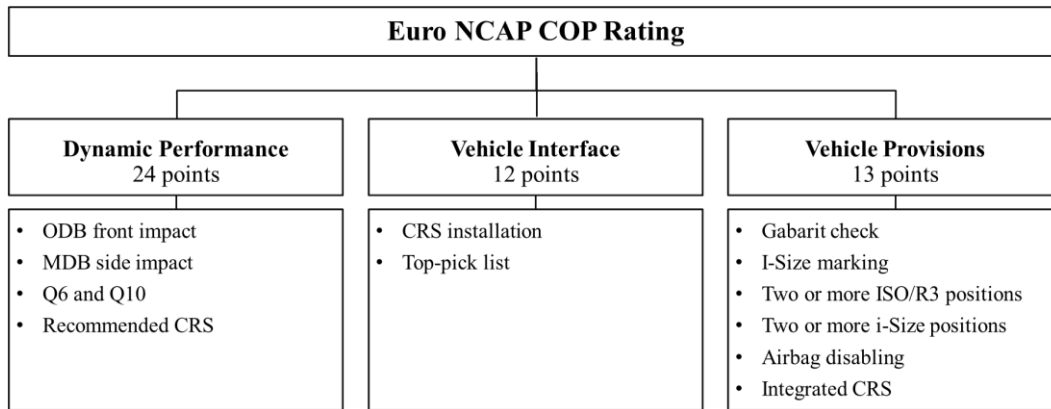 Euro NCAP COP Rating
Dynamic Performance
24 points
Vehicle Interface
12 points
Vehicle Provisions
13 points
• ODB front impact
• MDB side impact
• Q6 and Q10
• Recommended CRS
• CRS installation
• Top-pick list
• Gabarit check
• I-Size marking
• Two or more ISO/R3 positions
• Two or more i-Size positions
• Airbag disabling
• Integrated CRS